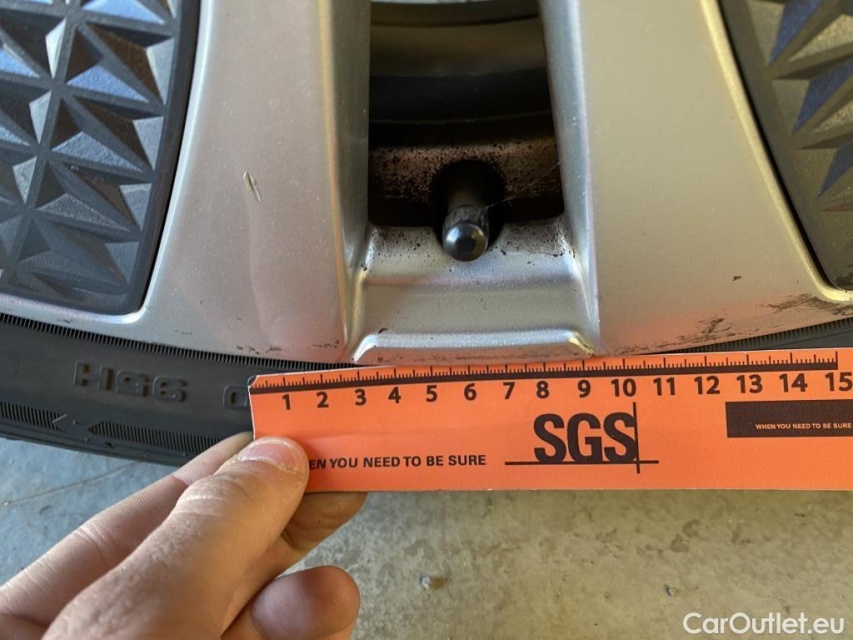 H56
1 2 3 4 5 6 7 8 9 10 11 12 13 14 15
EN YOU NEED TO BE SURE
SGS
WHEN YOU NEED TO BE SURE
CarOutlet.eu